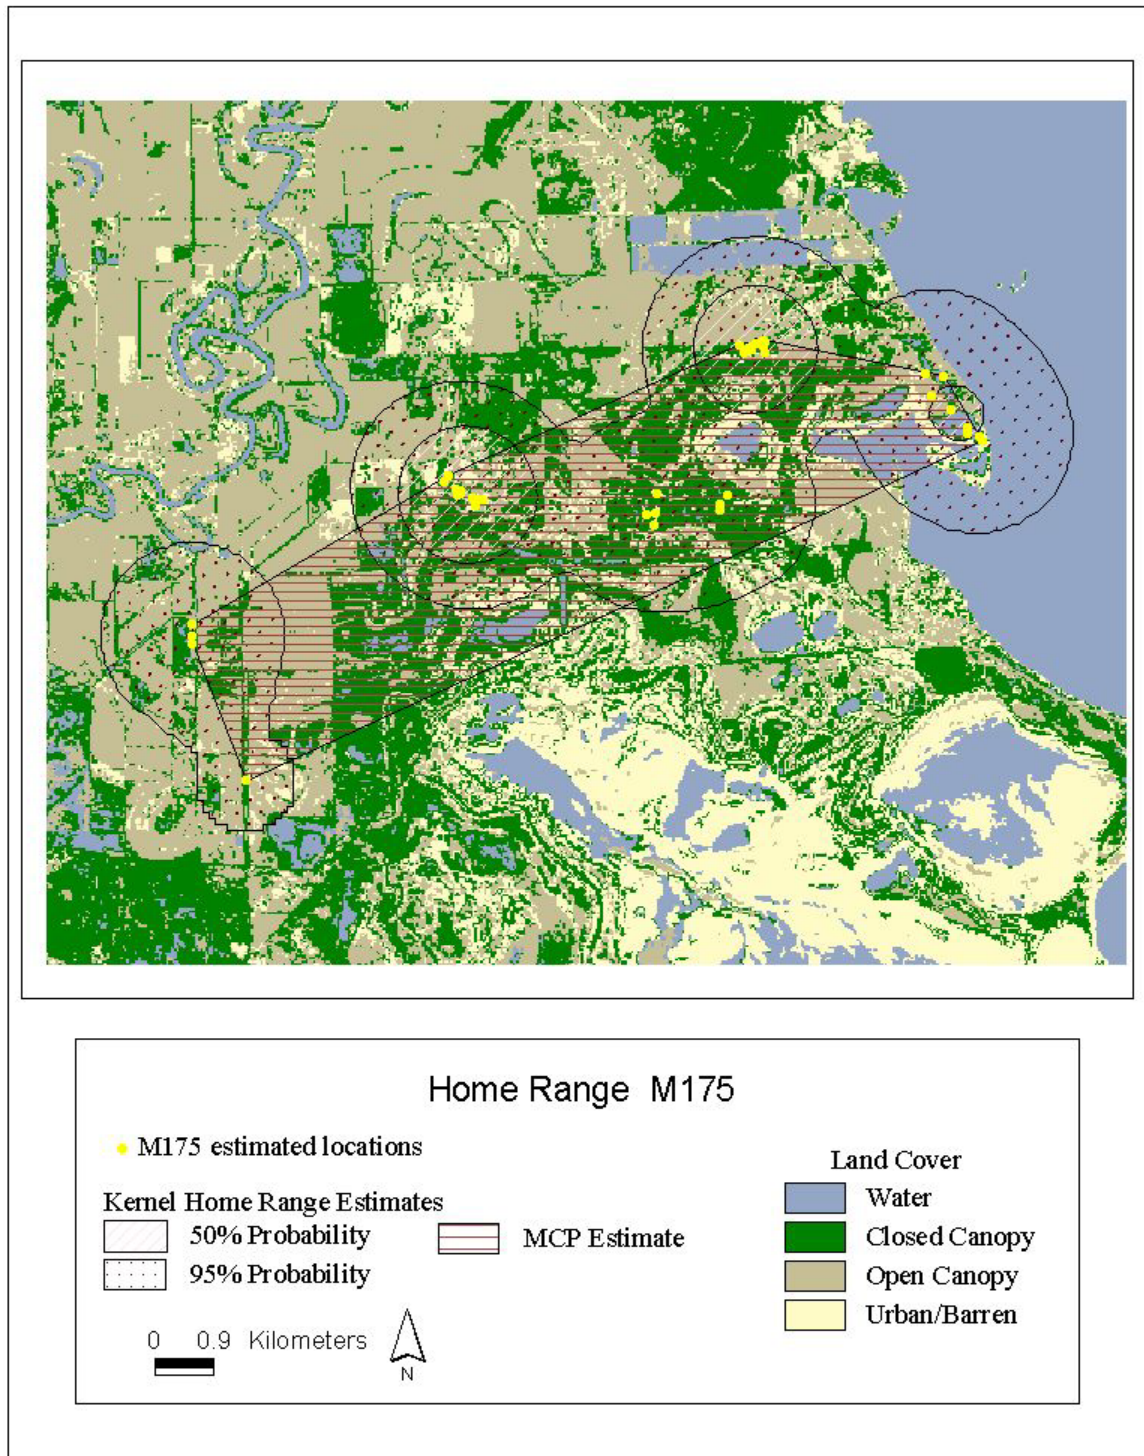 Home Range M175
M175 estimated locations
Kernel Home Range Estimates
50% Probability
95% Probability
MCP Estimate
0 0.9 Kilometers
N
Land Cover
Water
Closed Canopy
Open Canopy
Urban/Barren